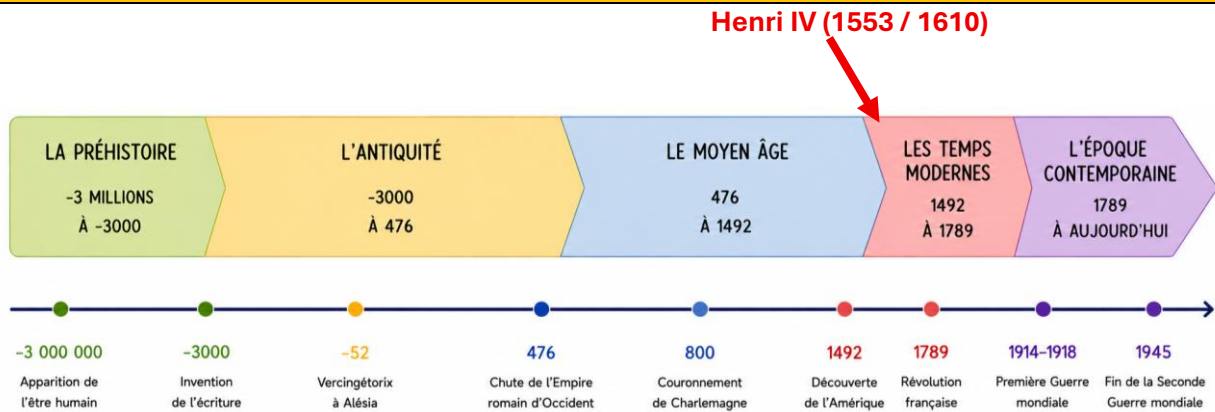 Henri IV (1553 / 1610)
LA PRÉHISTOIRE
-3 MILLIONS
À -3000
L'ANTIQUITÉ
-3000
À 476
LE MOYEN ÂGE
476
À 1492
LES TEMPS
MODERNES
1492
À 1789
L'ÉPOQUE
CONTEMPORAINE
1789
À AUJOURD'HUI
-3 000 000
Apparition de
l'être humain
-3000
Invention
de l'écriture
-52
Vercingétorix
à Alésia
476
Chute de l'Empire
romain d'Occident
800
Couronnement
de Charlemagne
1492
Découverte
de l'Amérique
1789
Révolution
française
1914-1918
Première Guerre
mondiale
1945
Fin de la Seconde
Guerre mondiale